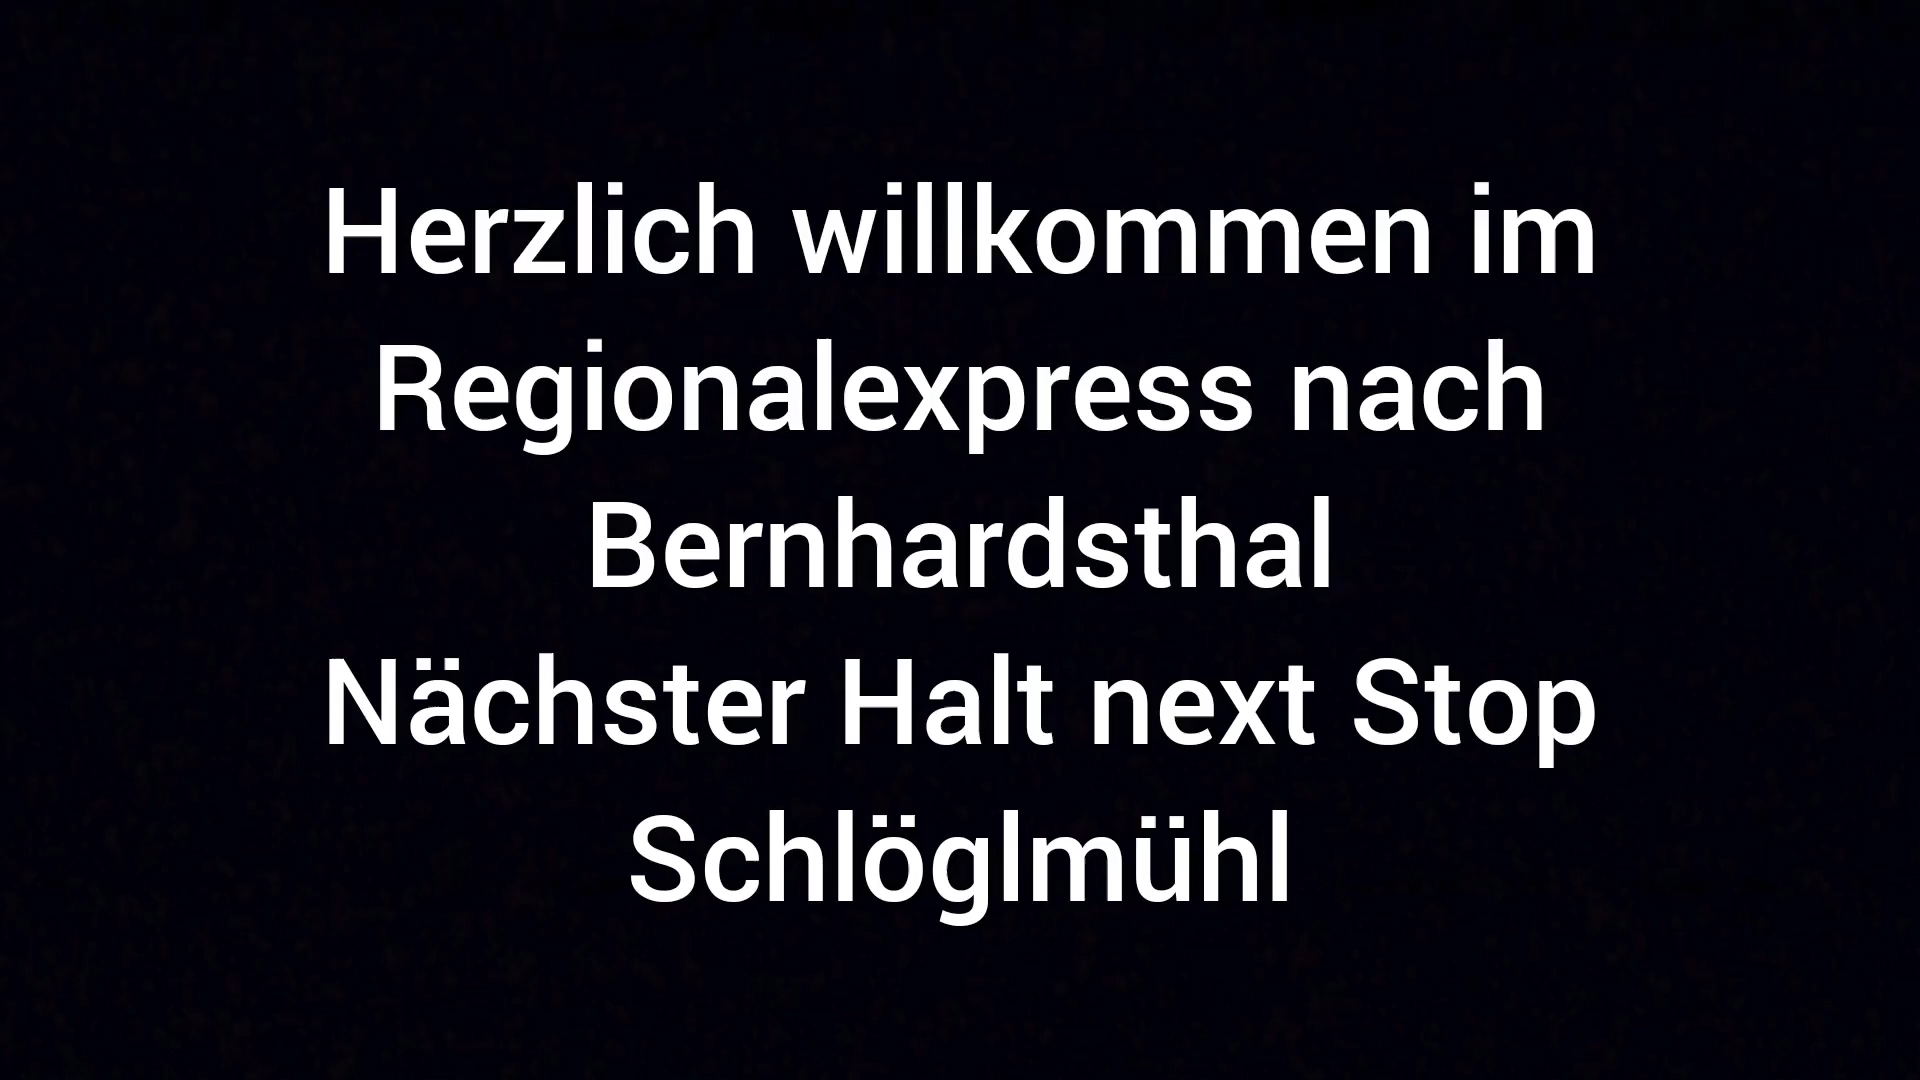 Herzlich willkommen im
Regionalexpress nach
Bernhardsthal
Nächster Halt next Stop
Schlöglmühl